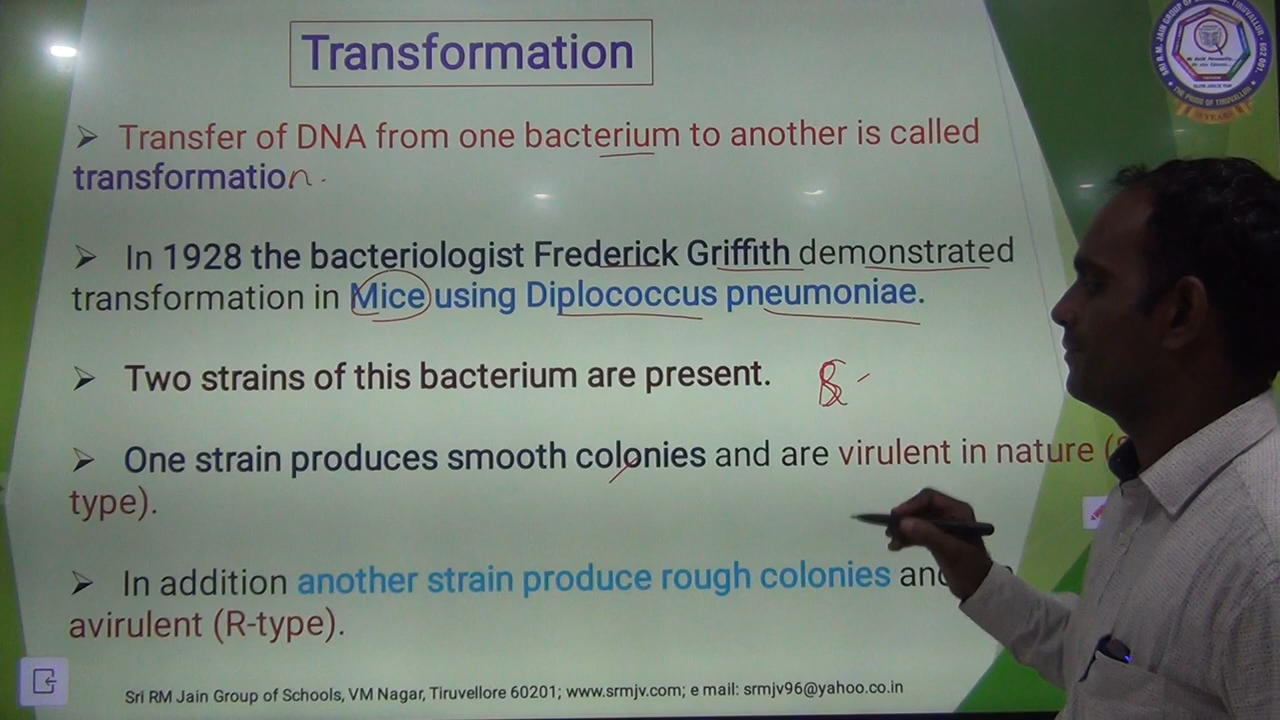 Transformation
➢ Transfer of DNA from one bacterium to another is called
transformation.
➢ In 1928 the bacteriologist Frederick Griffith demonstrated
transformation in Mice using Diplococcus pneumoniae.
➢ Two strains of this bacterium are present.
➢ One strain produces smooth colonies and are virulent in nature (
type).
➢ In addition another strain produce rough colonies and
avirulent (R-type).
Sri RM Jain Group of Schools, VM Nagar, Tiruvellore 60201; www.srmjv.com; e mail: srmjv96@yahoo.co.in